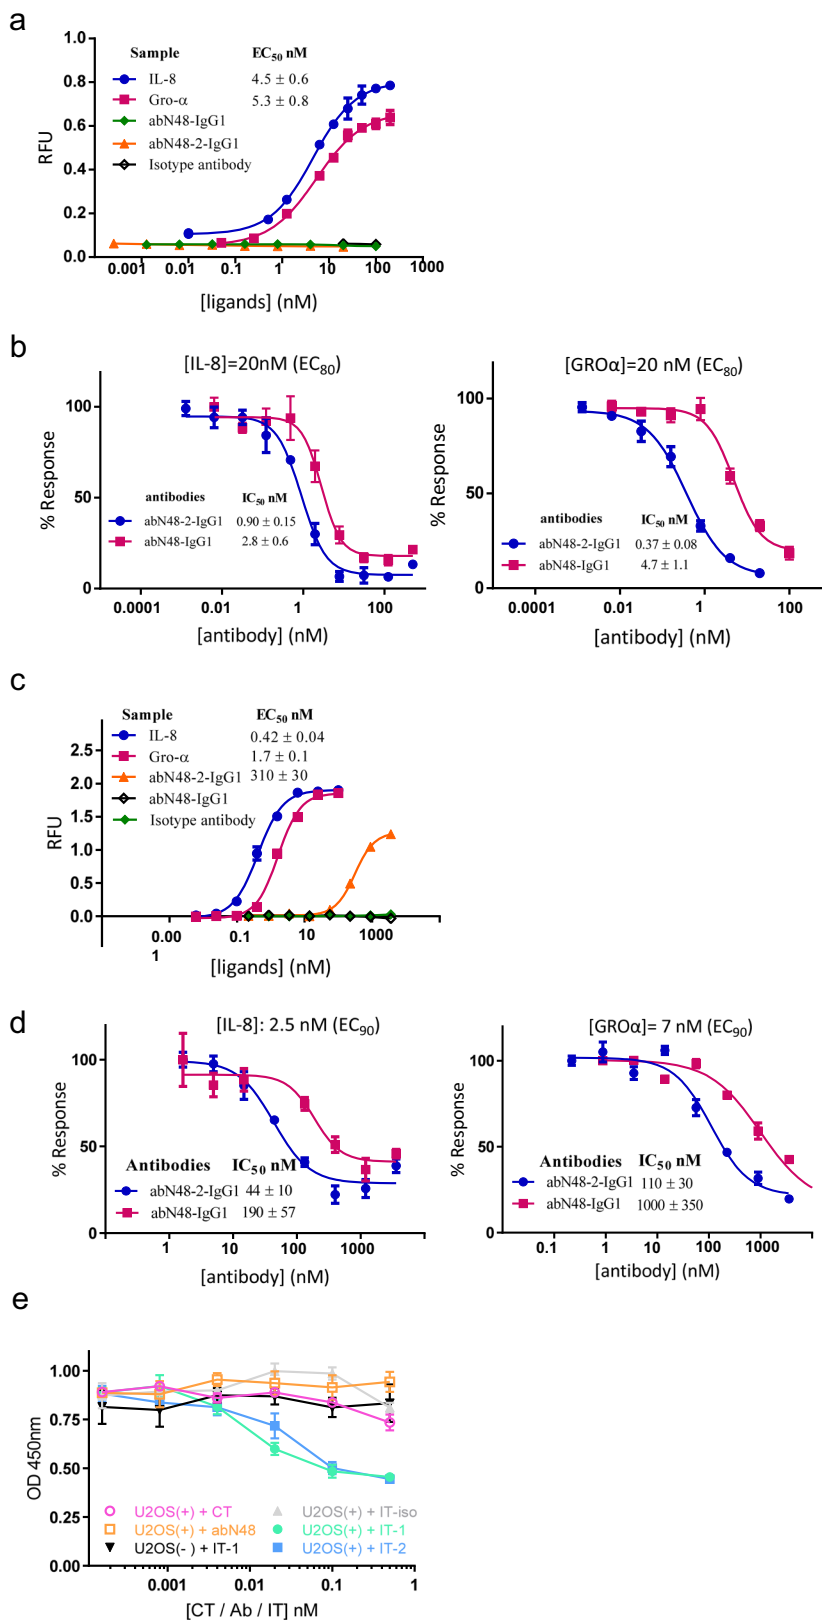 a
1.0
0.8
0.6
0.4
0.2
0.0
RFU
Sample EC50 nM
IL-8 4.5 ± 0.6
Gro-α 5.3 ± 0.8
abN48-IgG1
abN48-2-IgG1
Isotype antibody
0.001 0.01 0.1 1 10 100 1000
[ligands] (nM)
b
[IL-8]=20nM (EC80)
100
50
0
% Response
antibodies IC50 nM
abN48-2-IgG1 0.90 ± 0.15
abN48-IgG1 2.8 ± 0.6
0.0001 0.01 1 100
[antibody] (nM)
[GROα]=20 nM (EC80)
100
50
0
% Response
antibodies IC50 nM
abN48-2-IgG1 0.37 ± 0.08
abN48-IgG1 4.7 ± 1.1
0.0001 0.01 1 100
[antibody] (nM)
c
Sample EC50 nM
IL-8 0.42 ± 0.04
Gro-α 1.7 ± 0.1
abN48-2-IgG1 310 ± 30
abN48-IgG1
Isotype antibody
2.5
2.0
1.5
1.0
0.5
0.0
RFU
0.00 0.1 10 1000
1
[ligands] (nM)
d
[IL-8]: 2.5 nM (EC90)
100
50
0
% Response
Antibodies IC50 nM
abN48-2-IgG1 44 ± 10
abN48-IgG1 190 ± 57
1 10 100 1000
[antibody] (nM)
[GROα]= 7 nM (EC90)
100
50
0
% Response
Antibodies IC50 nM
abN48-2-IgG1 110 ± 30
abN48-IgG1 1000 ± 350
0.1 1 10 100 1000
[antibody] (nM)
e
1.00
0.75
0.50
0.25
0.00
OD 450nm
U2OS(+) + CT U2OS(+) + IT-iso
U2OS(+) + abN48 U2OS(+) + IT-1
U2OS(-) + IT-1 U2OS(+) + IT-2
0.001 0.01 0.1 1
[CT / Ab / IT] nM